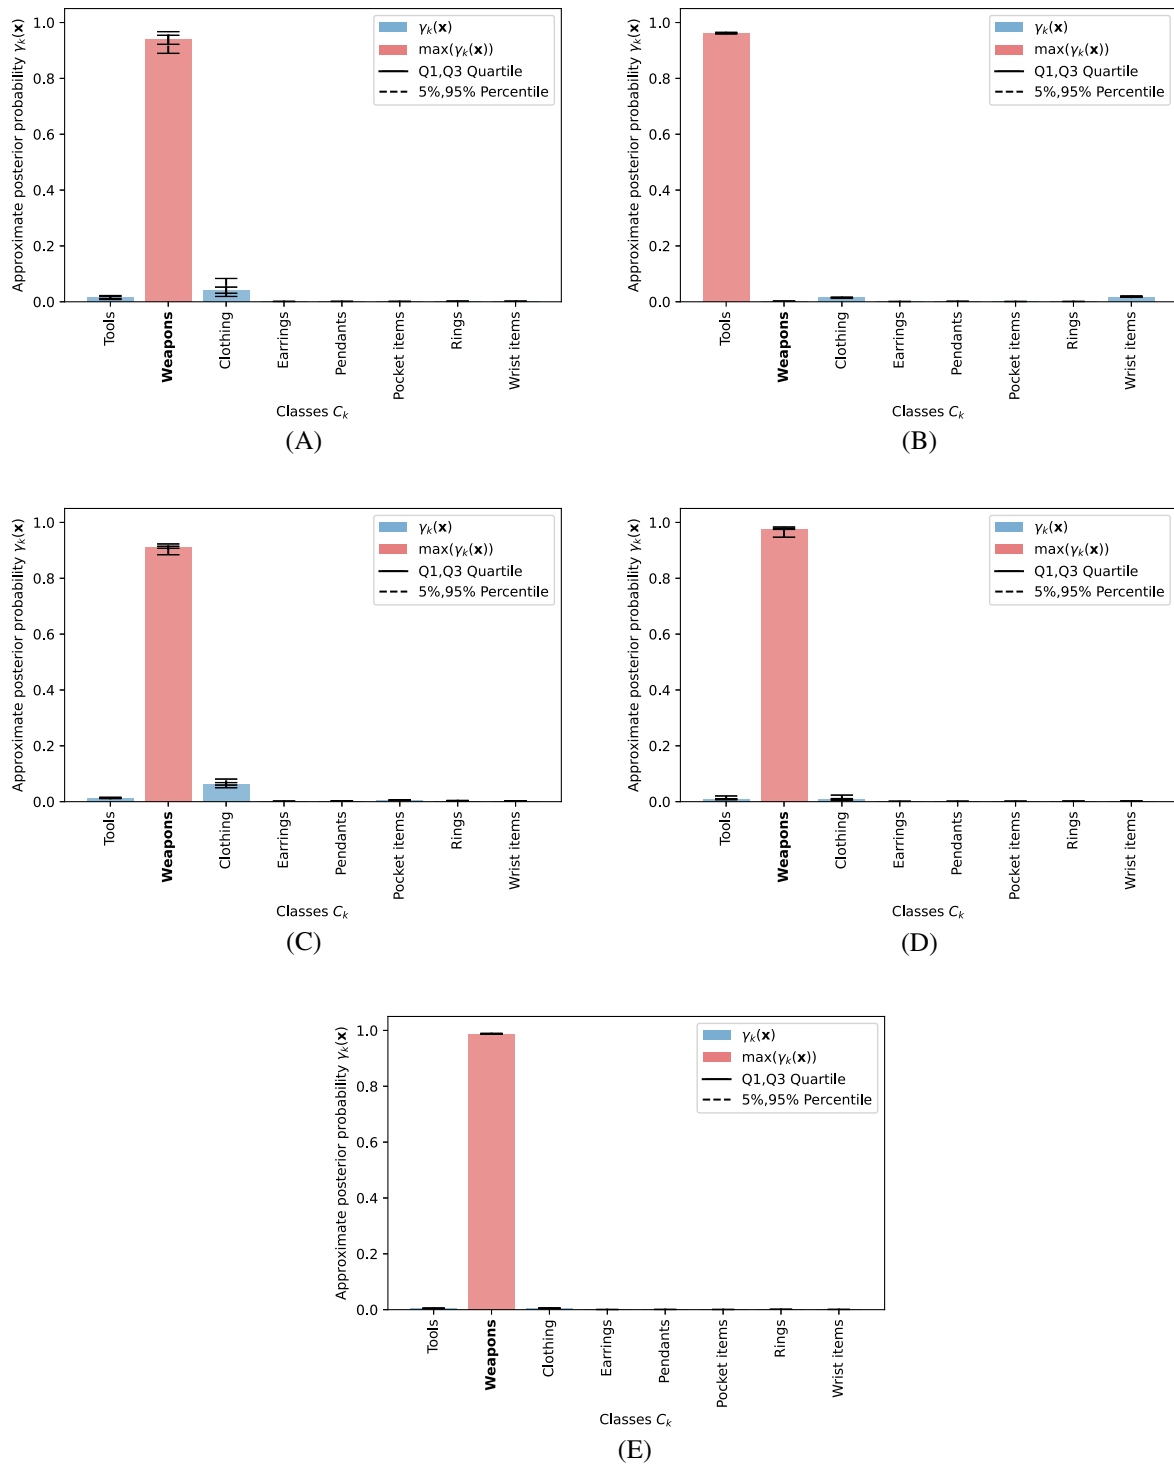 Approximate posterior probability γk(x)
1.0
0.8
0.6
0.4
0.2
0.0
γk(x)
max(γk(x))
Q1,Q3 Quartile
5%,95% Percentile
Tools
Weapons
Clothing
Earrings
Pendants
Pocket items
Rings
Wrist items
Classes Ck
(A)
Approximate posterior probability γk(x)
1.0
0.8
0.6
0.4
0.2
0.0
γk(x)
max(γk(x))
Q1,Q3 Quartile
5%,95% Percentile
Tools
Weapons
Clothing
Earrings
Pendants
Pocket items
Rings
Wrist items
Classes Ck
(B)
Approximate posterior probability γk(x)
1.0
0.8
0.6
0.4
0.2
0.0
γk(x)
max(γk(x))
Q1,Q3 Quartile
5%,95% Percentile
Tools
Weapons
Clothing
Earrings
Pendants
Pocket items
Rings
Wrist items
Classes Ck
(C)
Approximate posterior probability γk(x)
1.0
0.8
0.6
0.4
0.2
0.0
γk(x)
max(γk(x))
Q1,Q3 Quartile
5%,95% Percentile
Tools
Weapons
Clothing
Earrings
Pendants
Pocket items
Rings
Wrist items
Classes Ck
(D)
Approximate posterior probability γk(x)
1.0
0.8
0.6
0.4
0.2
0.0
γk(x)
max(γk(x))
Q1,Q3 Quartile
5%,95% Percentile
Tools
Weapons
Clothing
Earrings
Pendants
Pocket items
Rings
Wrist items
Classes Ck
(E)